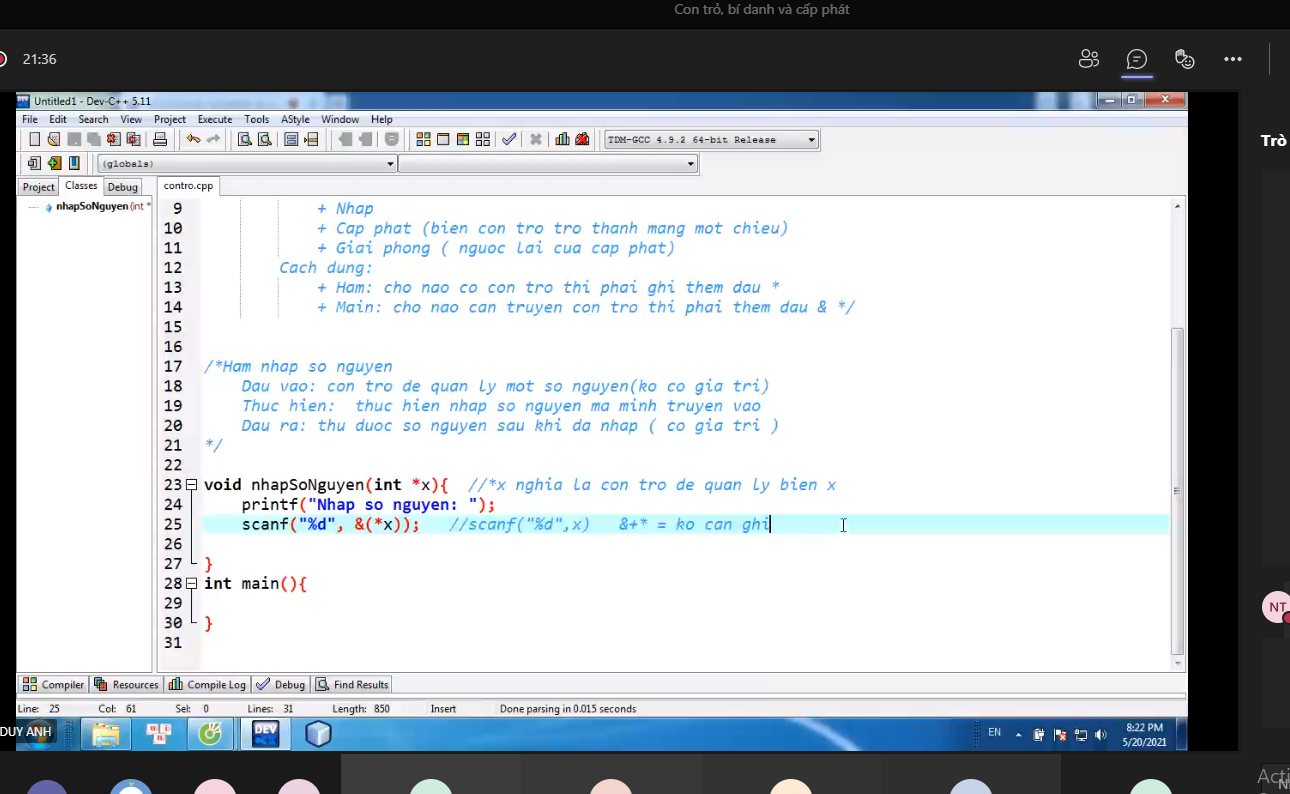 Con trỏ, bí danh và cấp phát
21:36
Untitled1 - Dev-C++ 5.11
File Edit Search View Project Execute Tools AStyle Window Help
TDM-GCC 4.9.2 64-bit Release
(globals)
Project Classes Debug contro.cpp
Trò
nhapSoNguyen (int *
9 + Nhap
10 + Cap phat (bien con tro tro thanh mang mot chieu)
11 + Giai phong ( nguoc lai cua cap phat)
12 Cach dung:
13 + Ham: cho nao co con tro thi phai ghi them dau *
14 + Main: cho nao can truyen con tro thi phai them dau & */
15
16
17 /*Ham nhap so nguyen
18 Dau vao: con tro de quan ly mot so nguyen(ko co gia tri)
19 Thuc hien:  thuc hien nhap so nguyen ma minh truyen vao
20 Dau ra: thu duoc so nguyen sau khi da nhap ( co gia tri )
21 */
22
23 void nhapSoNguyen(int *x){  //*x nghia la con tro de quan ly bien x
24 printf("Nhap so nguyen: ");
25 scanf("%d", &(*x));   //scanf("%d",x)   &+* = ko can ghi
26
27 }
28 int main(){
29
30 }
31
NT
Compiler Resources Compile Log Debug Find Results
Line: 25 Col: 61 Sel: 0 Lines: 31 Length: 850 Insert Done parsing in 0.015 seconds
DUY ANH
DEV
EN
8:22 PM
5/20/2021
Acti